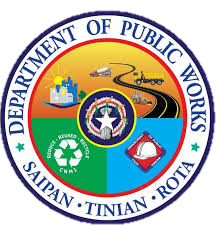 DEPARTMENT OF PUBLIC WORKS
REDUCE REUSED RECYCLE
CNMI
SAIPAN · TINIAN · ROTA